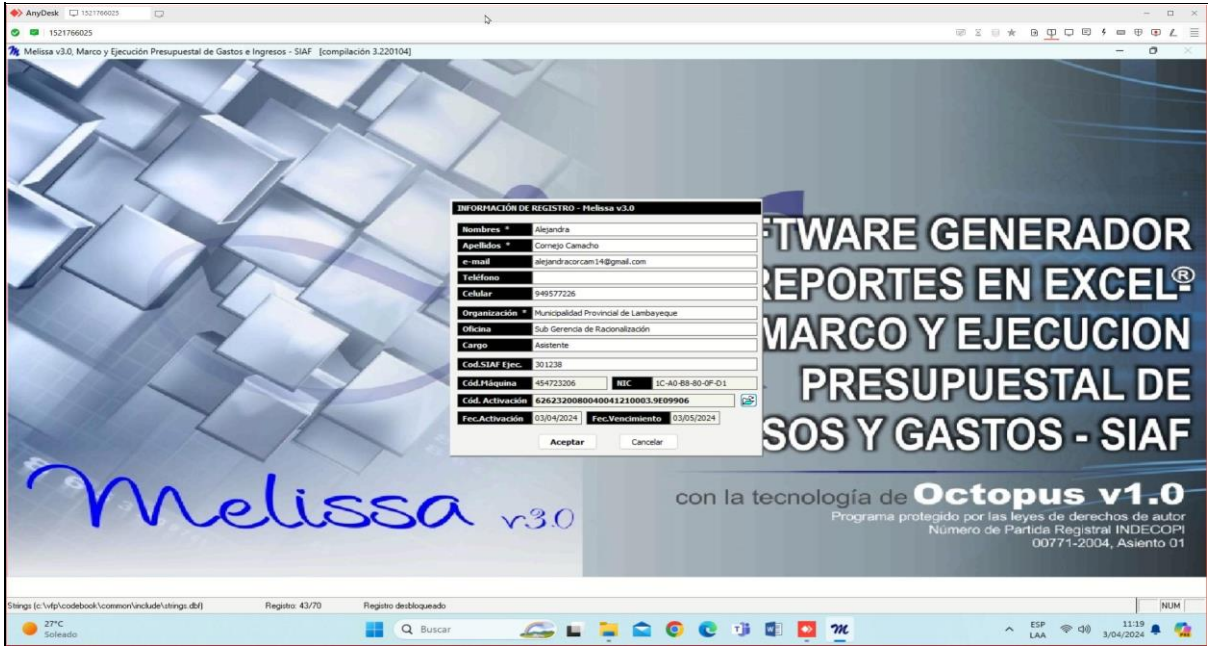 AnyDesk 1521766025
1521766025
Melissa v3.0, Marco y Ejecución Presupuestal de Gastos e Ingresos - SIAF [compilación 3.220104]
INFORMACIÓN DE REGISTRO - Melissa v3.0
Nombres * Alejandra
Apellidos * Cornejo Camacho
e-mail alejandracorcam14@gmail.com
Teléfono
Celular 949577226
Organización * Municipalidad Provincial de Lambayeque
Oficina Sub Gerencia de Racionalización
Cargo Asistente
Cod.SIAF Ejec. 301238
Cód.Máquina 454723206 NIC 1C-A0-B8-80-0F-D1
Cód. Activación 6262320080040041210003.9E09906
Fec.Activación 03/04/2024 Fec.Vencimiento 03/05/2024
Aceptar Cancelar
FTWARE GENERADOR
REPORTES EN EXCEL®
MARCO Y EJECUCION
PRESUPUESTAL DE
SOS Y GASTOS - SIAF
Melissa v3.0
con la tecnología de Octopus v1.0
Programa protegido por las leyes de derechos de autor
Número de Partida Registral INDECOPI
00771-2004, Asiento 01
Strings (c:\vfp\codebook\common\include\strings.dbf) Registro: 43/70 Registro desbloqueado NUM
27°C
Soleado
Buscar
ESP
LAA
11:19
3/04/2024